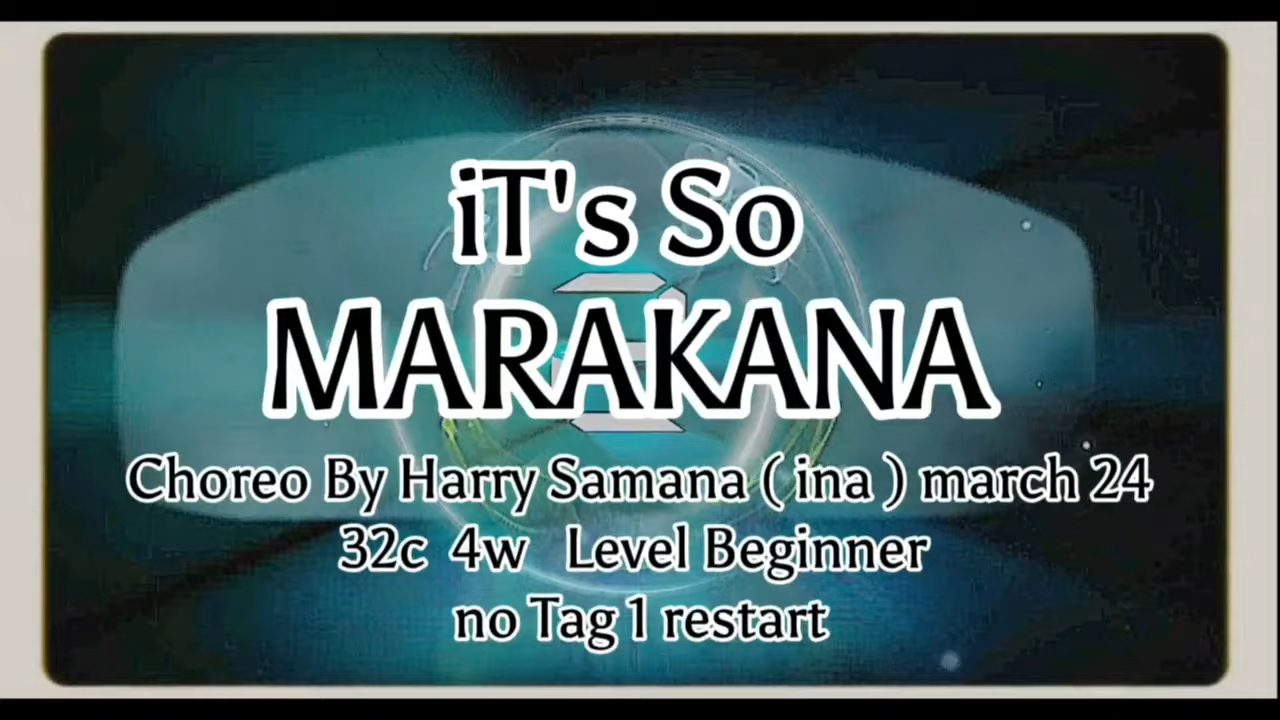 iT's So
MARAKANA
Choreo By Harry Samana ( ina ) march 24
32c 4w Level Beginner
no Tag 1 restart